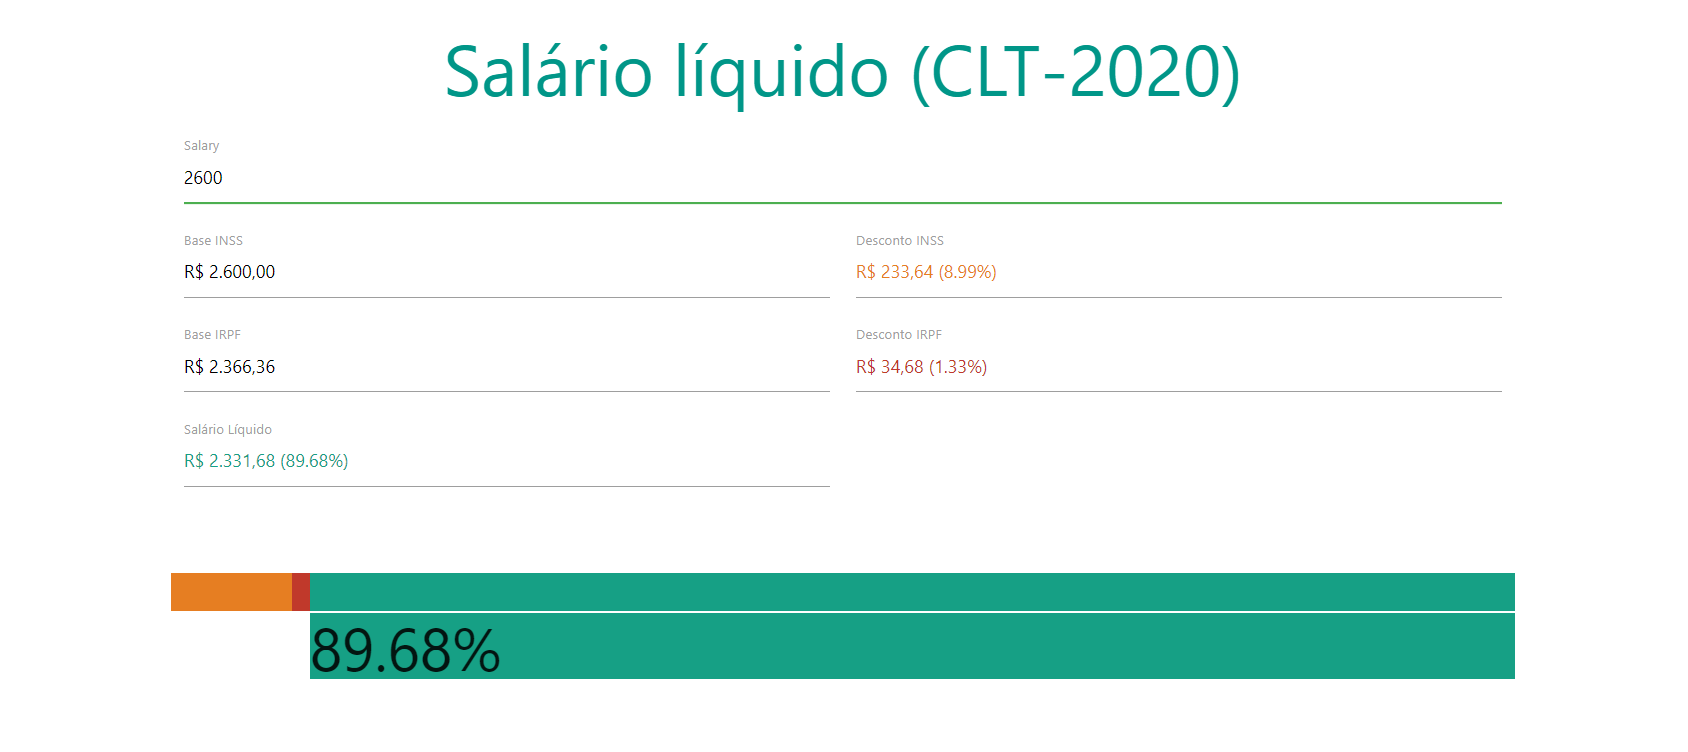 Salário líquido (CLT-2020)
Salary
2600
Base INSS
R$ 2.600,00
Desconto INSS
R$ 233,64 (8.99%)
Base IRPF
R$ 2.366,36
Desconto IRPF
R$ 34,68 (1.33%)
Salário Líquido
R$ 2.331,68 (89.68%)
89.68%